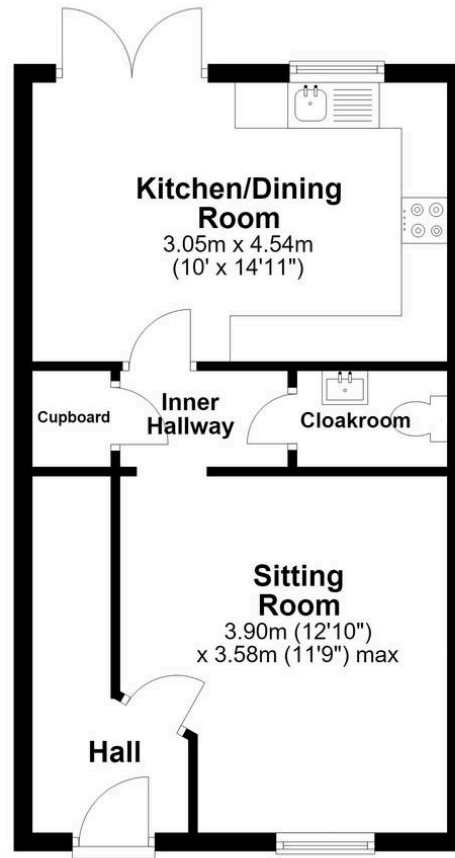 Kitchen/Dining
Room
3.05m x 4.54m
(10' x 14'11")
Cupboard
Inner
Hallway
Cloakroom
Sitting
Room
3.90m (12'10")
x 3.58m (11'9") max
Hall